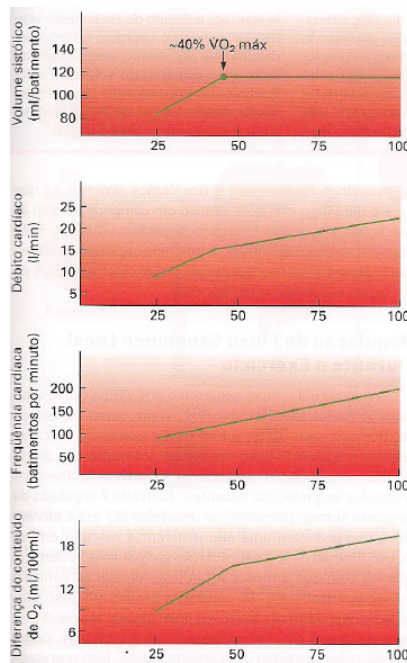 Volume sistólico
(ml/batimento)
~40% V̇O₂ máx
140
120
100
80
25 50 75 100
Débito cardíaco
(l/min)
25
20
15
10
5
25 50 75 100
Freqüência cardíaca
(batimentos por minuto)
200
150
100
50
25 50 75 100
Diferença do conteúdo
de O₂ (ml/100ml)
18
12
6
25 50 75 100